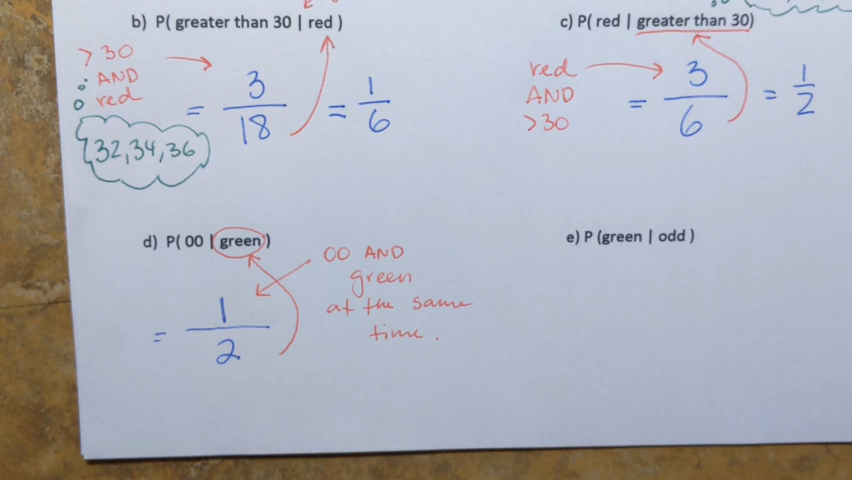 b) P( greater than 30 | red )
> 30
AND
red
= 3/18 = 1/6
32, 34, 36
c) P( red | greater than 30)
red
AND
>30
= 3/6 = 1/2
d) P( 00 | green )
= 1/2
00 AND
green
at the same
time.
e) P (green | odd )